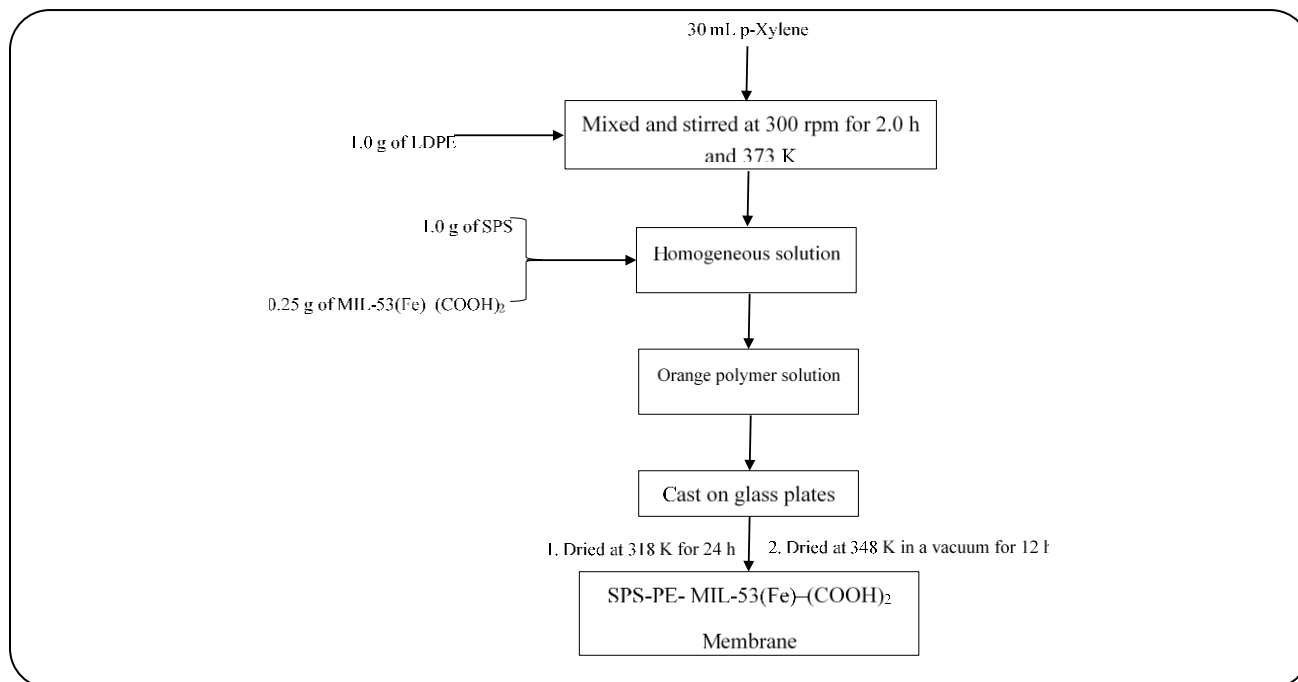 30 mL p-Xylene
Mixed and stirred at 300 rpm for 2.0 h
and 373 K
1.0 g of LDPE
1.0 g of SPS
Homogeneous solution
0.25 g of MIL-53(Fe) (COOH)₂
Orange polymer solution
Cast on glass plates
1. Dried at 318 K for 24 h
2. Dried at 348 K in a vacuum for 12 h
SPS-PE- MIL-53(Fe)–(COOH)₂
Membrane